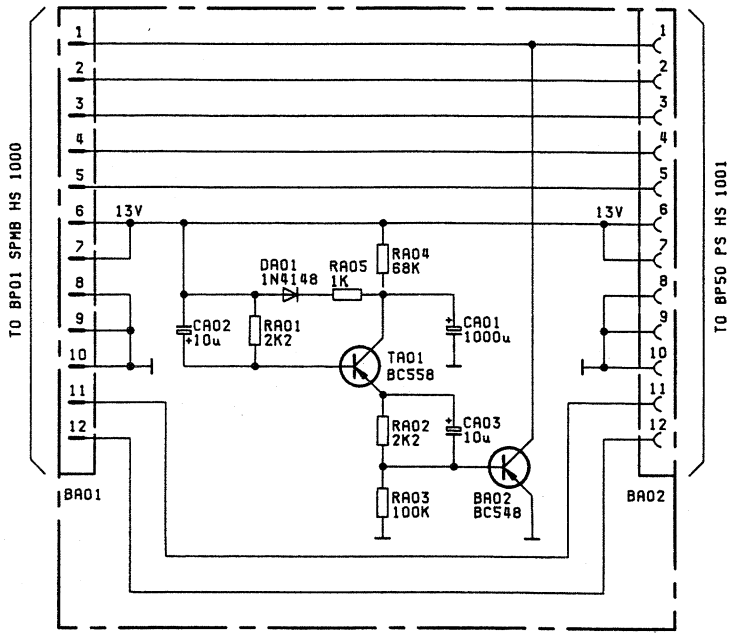 TO BP01 SPMB HS 1000
1
2
3
4
5
6
7
8
9
10
11
12
BA01
13V
DA01
1N4148
RA05
1K
RA04
68K
CA02
+10u
RA01
2K2
+
CA01
1000u
TA01
BC558
RA02
2K2
+
CA03
10u
RA03
100K
BA02
BC548
13V
1
2
3
4
5
6
7
8
9
10
11
12
BA02
TO BP50 PS HS 1001